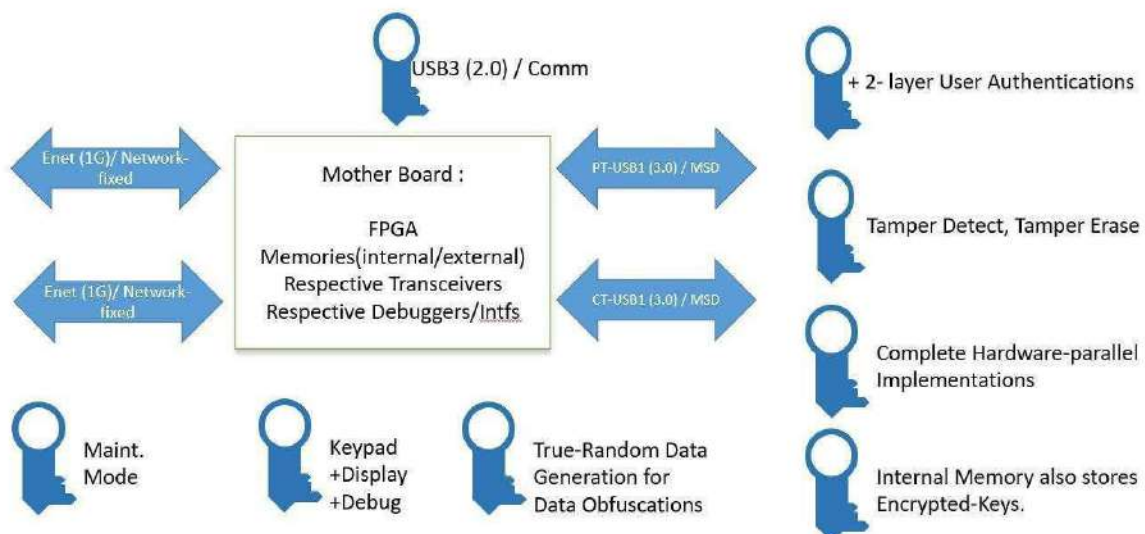 USB3 (2.0) / Comm
+ 2- layer User Authentications
Enet (1G)/ Network-
fixed
Mother Board :
FPGA
Memories(internal/external)
Respective Transceivers
Respective Debuggers/Intfs
PT-USB1 (3.0) / MSD
Tamper Detect, Tamper Erase
Enet (1G)/ Network-
fixed
CT-USB1 (3.0) / MSD
Complete Hardware-parallel
Implementations
Maint.
Mode
Keypad
+Display
+Debug
True-Random Data
Generation for
Data Obfuscations
Internal Memory also stores
Encrypted-Keys.